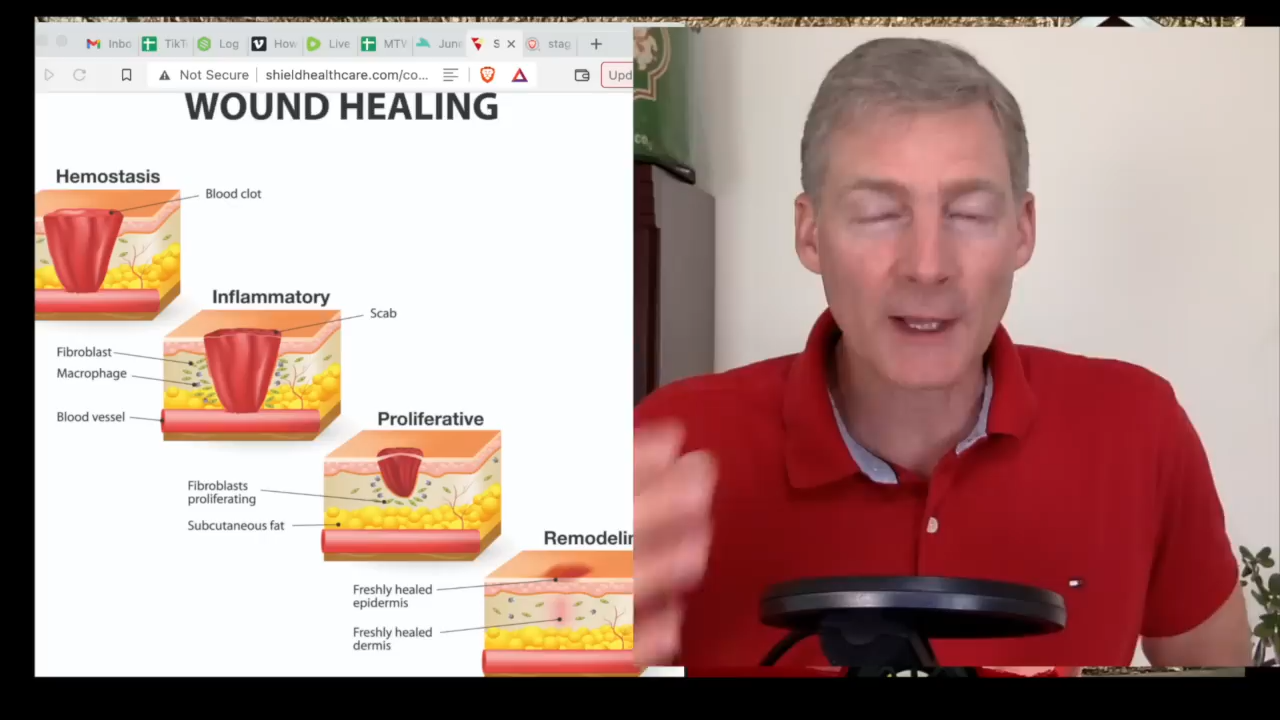 Inbo
TikT
Log
How
Live
MTV
June
S
stag
Not Secure
shieldhealthcare.com/co...
Upd
WOUND HEALING
Hemostasis
Blood clot
Inflammatory
Scab
Fibroblast
Macrophage
Blood vessel
Proliferative
Fibroblasts
proliferating
Subcutaneous fat
Remodelin
Freshly healed
epidermis
Freshly healed
dermis